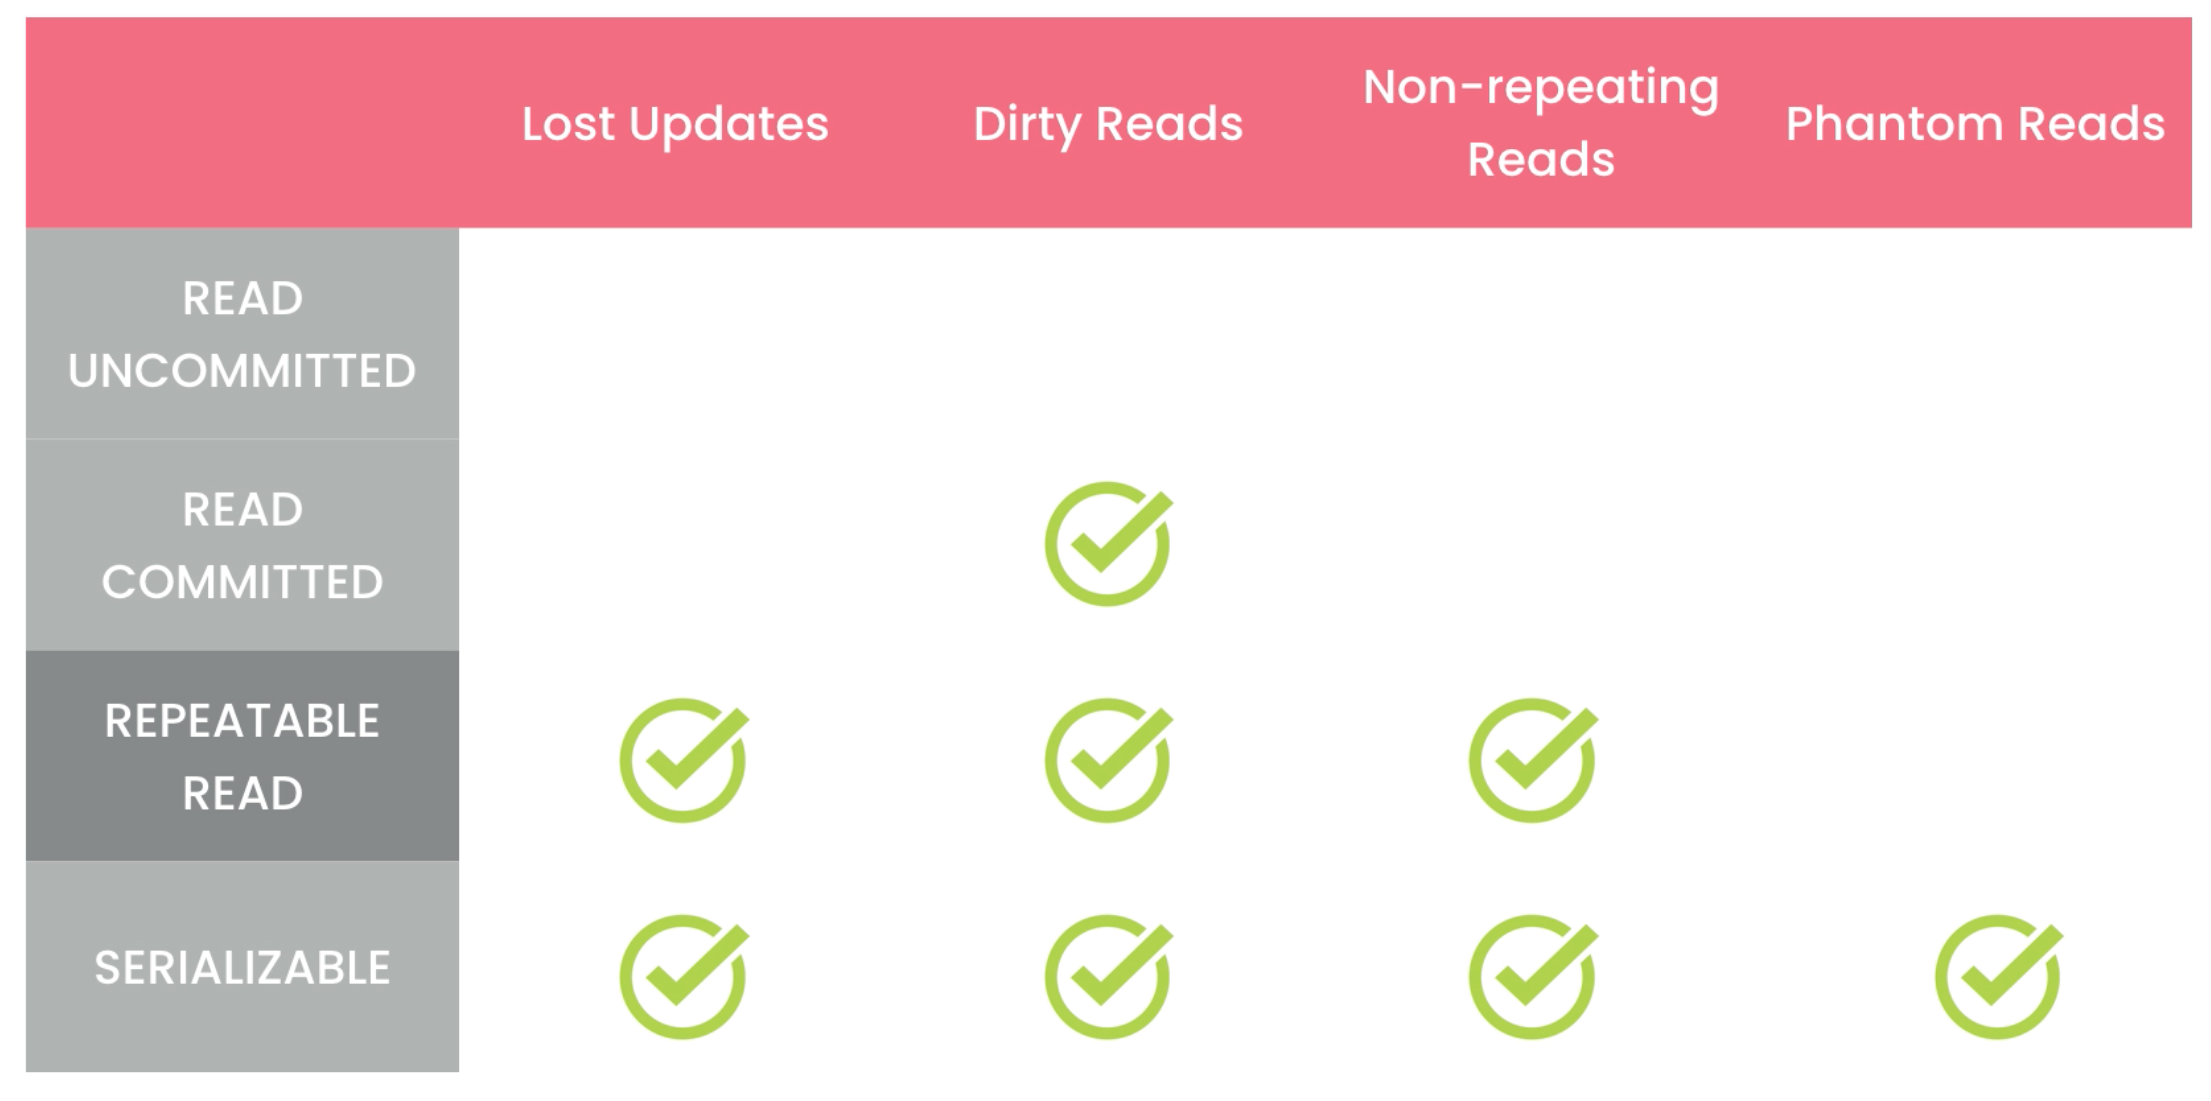 Lost Updates
Dirty Reads
Non-repeating
Reads
Phantom Reads
READ
UNCOMMITTED
READ
COMMITTED
REPEATABLE
READ
SERIALIZABLE